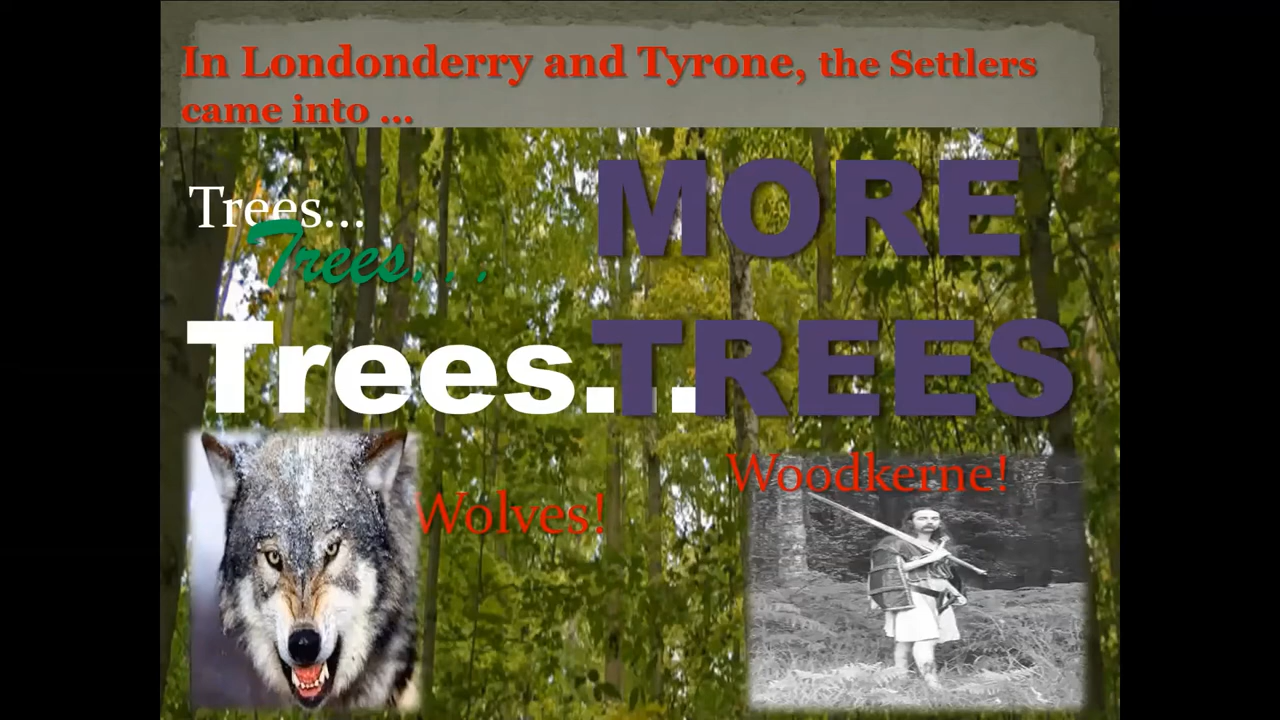 In Londonderry and Tyrone, the Settlers
came into ...
Trees...
Trees...
MORE
Trees...
TREES
Wolves!
Woodkerne!